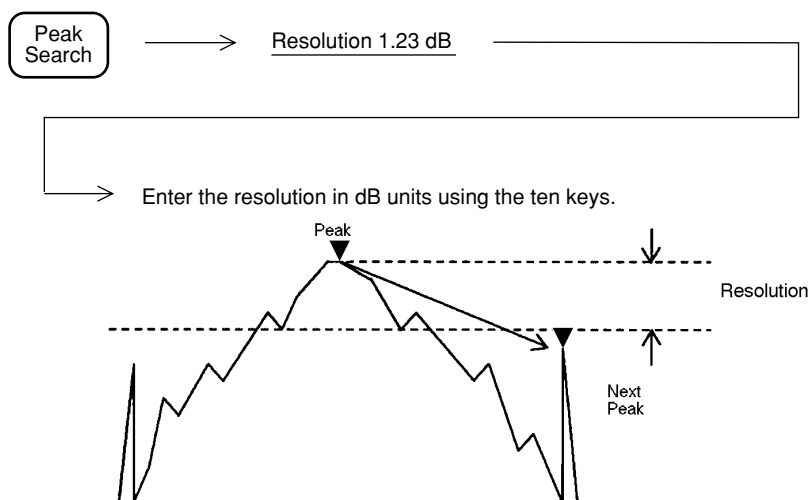 Peak
Search
Resolution 1.23 dB
Enter the resolution in dB units using the ten keys.
Peak
Resolution
Next
Peak